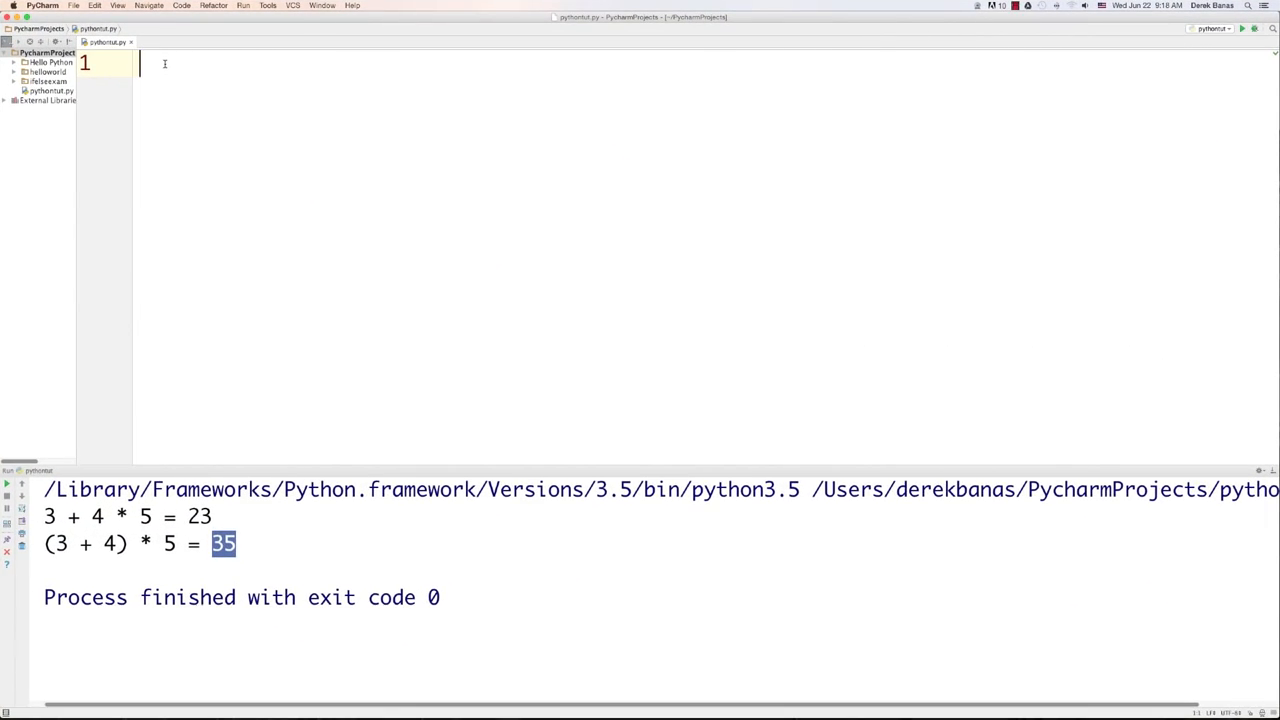 PyCharm File Edit View Navigate Code Refactor Run Tools VCS Window Help 10 Wed Jun 22 9:18 AM Derek Banas
pythontut.py - PycharmProjects - [~/PycharmProjects]
PycharmProjects pythontut.py pythontut
pythontut.py ×
PycharmProject
Hello Python
helloworld
ifelseexam
pythontut.py
External Librarie
1
Run pythontut
/Library/Frameworks/Python.framework/Versions/3.5/bin/python3.5 /Users/derekbanas/PycharmProjects/pytho
3 + 4 * 5 = 23
(3 + 4) * 5 = 35
Process finished with exit code 0
1:1 LF÷ UTF-8÷